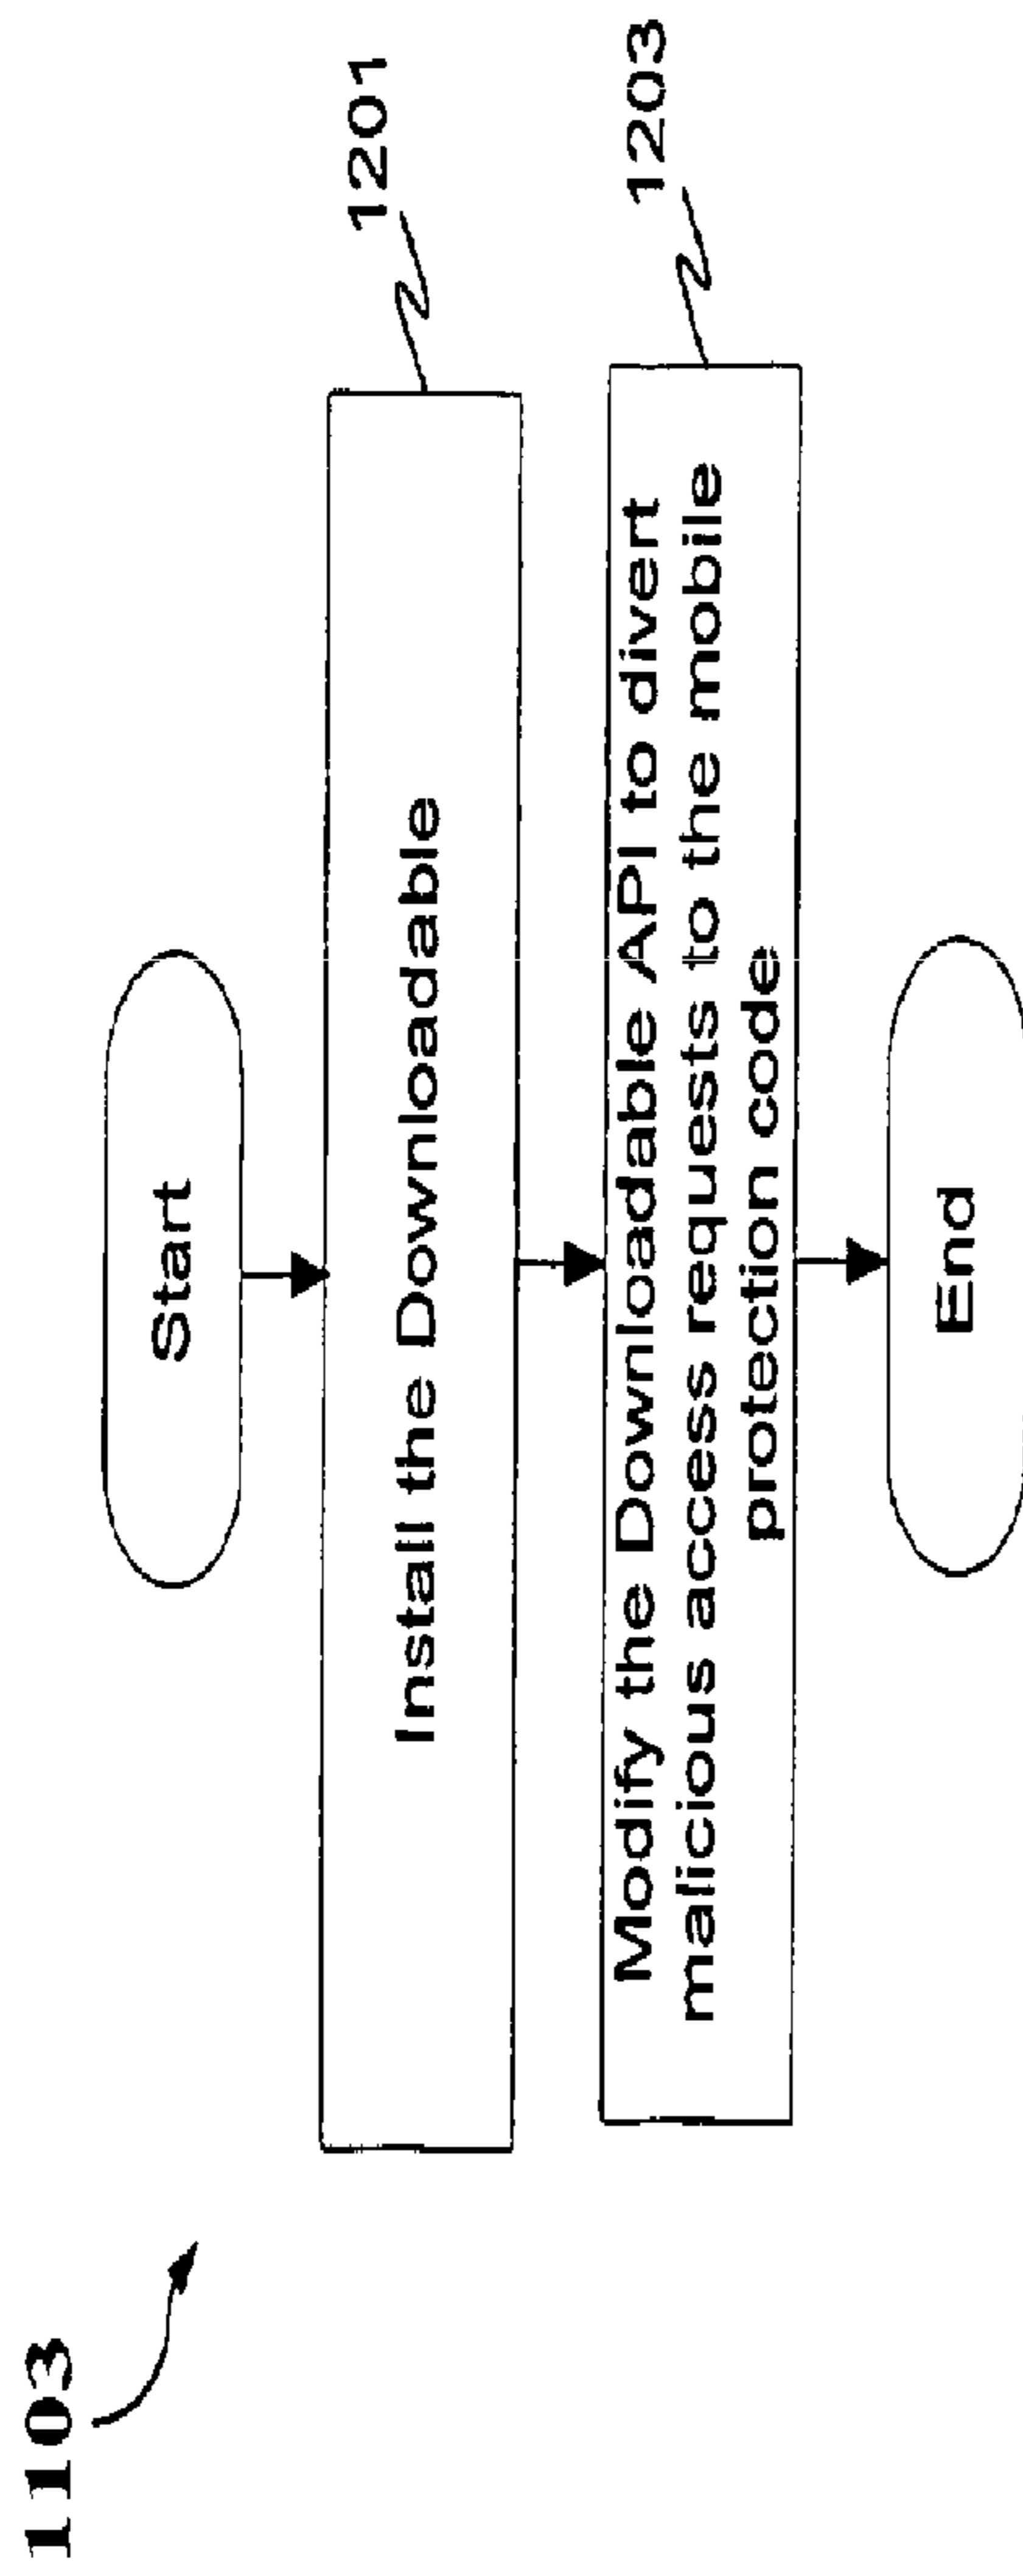 1103
Start
Install the Downloadable
1201
Modify the Downloadable API to divert
malicious access requests to the mobile
protection code
1203
End